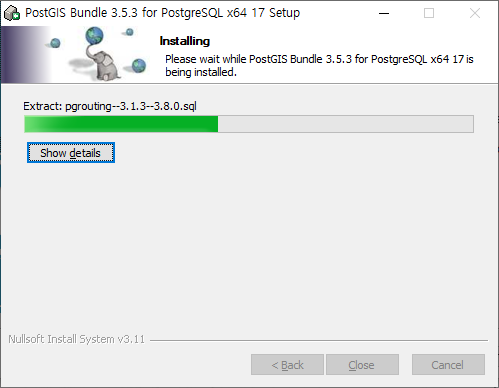 PostGIS Bundle 3.5.3 for PostgreSQL x64 17 Setup
Installing
Please wait while PostGIS Bundle 3.5.3 for PostgreSQL x64 17 is
being installed.
Extract: pgrouting--3.1.3--3.8.0.sql
Show details
Nullsoft Install System v3.11
< Back Close Cancel